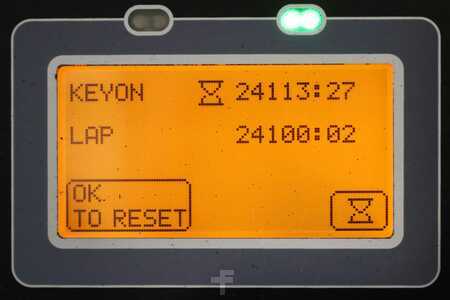 KEYON 24113:27
LAP 24100:02
OK
TO RESET